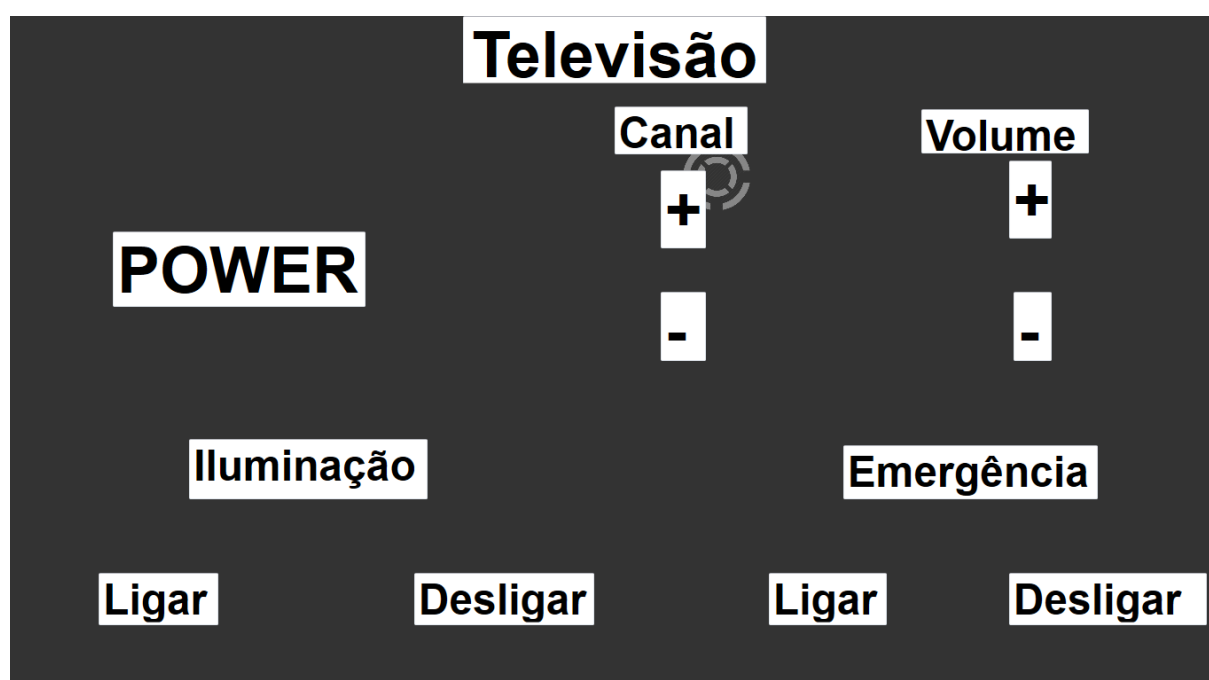 Televisão
Canal
Volume
+
+
POWER
-
-
Iluminação
Emergência
Ligar
Desligar
Ligar
Desligar